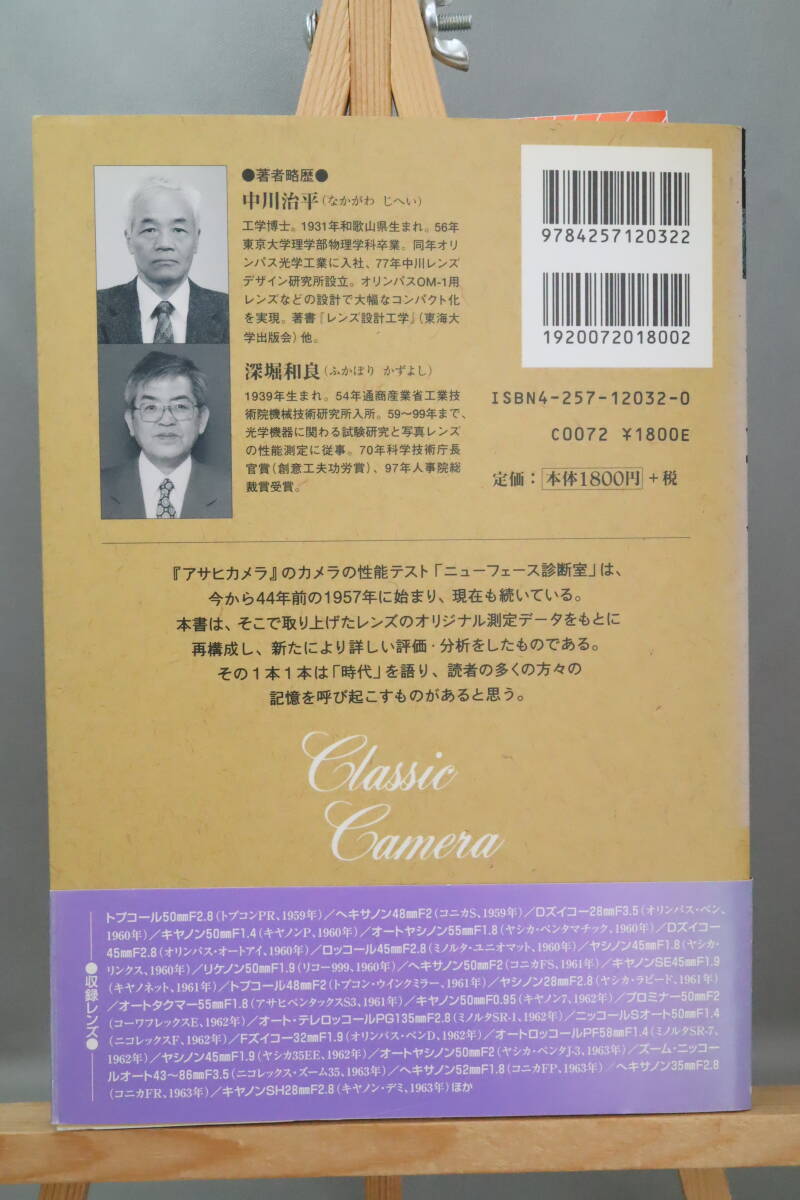 ●著者略歴●
中川治平(なかがわ じへい)
工学博士。1931年和歌山県生まれ。56年
東京大学理学部物理学科卒業。同年オリ
ンパス光学工業に入社、77年中川レンズ
デザイン研究所設立。オリンパスOM-1用
レンズなどの設計で大幅なコンパクト化
を実現。著書『レンズ設計工学』(東海大
学出版会)他。
深堀和良(ふかぼり かずよし)
1939年生まれ。54年通商産業省工業技
術院機械技術研究所入所。59〜99年まで、
光学機器に関わる試験研究と写真レンズ
の性能測定に従事。70年科学技術庁長
官賞(創意工夫功労賞)、97年人事院総
裁賞受賞。
9784257120322
1920072018002
ISBN4-257-12032-0
C0072 ¥1800E
定価：本体1800円+税
『アサヒカメラ』のカメラの性能テスト「ニューフェース診断室」は、
今から44年前の1957年に始まり、現在も続いている。
本書は、そこで取り上げたレンズのオリジナル測定データをもとに
再構成し、新たにより詳しい評価・分析をしたものである。
その1本1本は「時代」を語り、読者の多くの方々の
記憶を呼び起こすものがあると思う。
Classic
Camera
●収録レンズ●
トプコール50㎜F2.8(トプコンPR、1959年)／ヘキサノン48㎜F2(コニカS、1959年)／Dズイコー28㎜F3.5(オリンパス・ペン、
1960年)／キヤノン50㎜F1.4(キヤノンP、1960年)／オートヤシノン55㎜F1.8(ヤシカ・ペンタマチック、1960年)／Dズイコー
45㎜F2.8(オリンパス・オートアイ、1960年)／ロッコール45㎜F2.8(ミノルタ・ユニオマット、1960年)／ヤシノン45㎜F1.8(ヤシカ・
リンクス、1960年)／リケノン50㎜F1.9(リコー999、1960年)／ヘキサノン50㎜F2(コニカFS、1961年)／キヤノンSE45㎜F1.9
(キヤノネット、1961年)／トプコール48㎜F2(トプコン・ウインクミラー、1961年)／ヤシノン28㎜F2.8(ヤシカ・ラピード、1961年)
／オートタクマー55㎜F1.8(アサヒペンタックスS3、1961年)／キヤノン50㎜F0.95(キヤノン7、1962年)／プロミナー50㎜F2
(コーワフレックスE、1962年)／オート・テレロッコールPG135㎜F2.8(ミノルタSR-1、1962年)／ニッコールSオート50㎜F1.4
(ニコレックスF、1962年)／Fズイコー32㎜F1.9(オリンパス・ペンD、1962年)／オートロッコールPF58㎜F1.4(ミノルタSR-7、
1962年)／ヤシノン45㎜F1.9(ヤシカ35EE、1962年)／オートヤシノン50㎜F2(ヤシカ・ペンタJ-3、1963年)／ズーム・ニッコー
ルオート43〜86㎜F3.5(ニコレックス・ズーム35、1963年)／ヘキサノン52㎜F1.8(コニカFP、1963年)／ヘキサノン35㎜F2.8
(コニカFR、1963年)／キヤノンSH28㎜F2.8(キヤノン・デミ、1963年)ほか